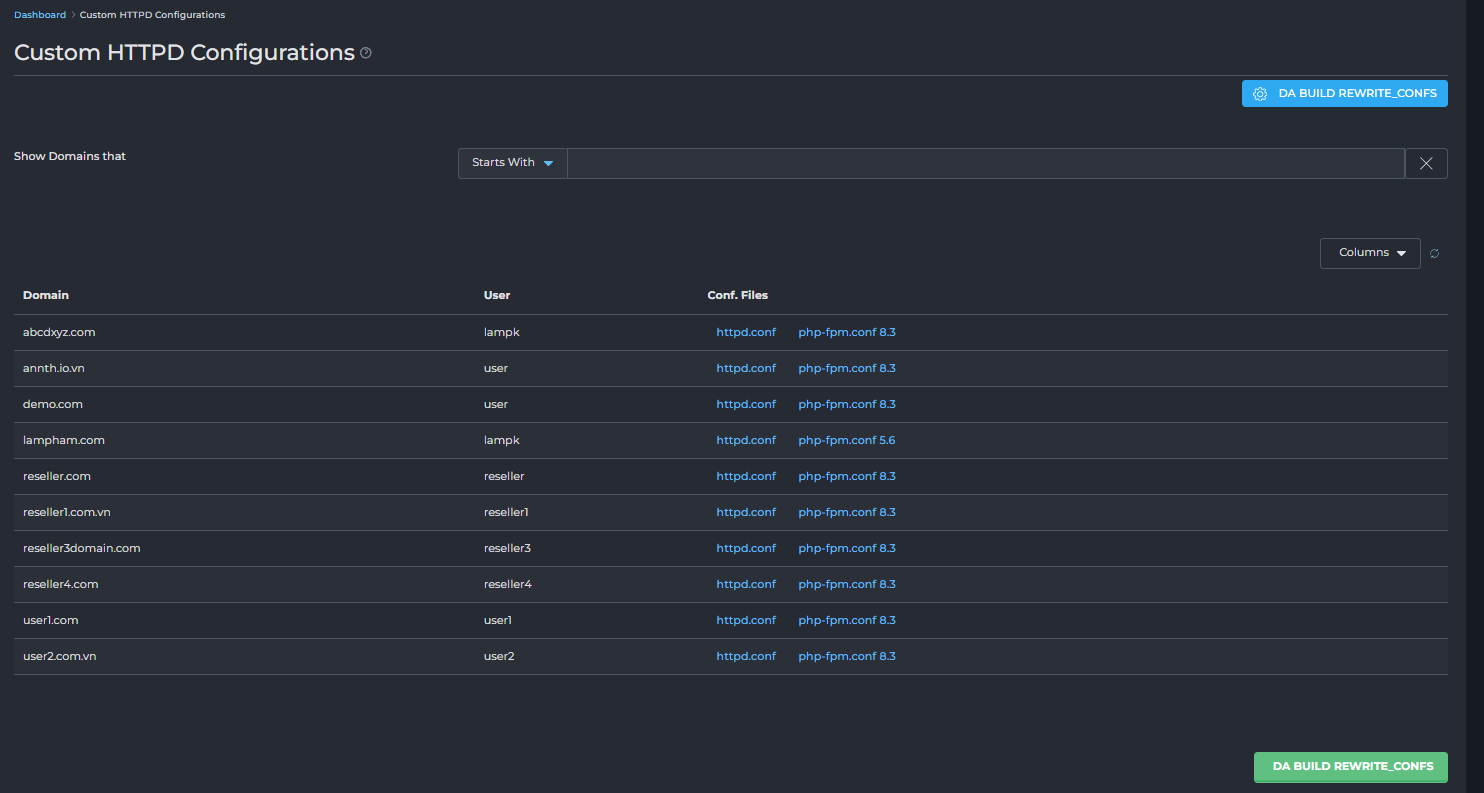 Dashboard > Custom HTTPD Configurations
Custom HTTPD Configurations ?
DA BUILD REWRITE_CONFS
Show Domains that Starts With
Columns
Domain User Conf. Files
abcdxyz.com lampk httpd.conf php-fpm.conf 8.3
annth.io.vn user httpd.conf php-fpm.conf 8.3
demo.com user httpd.conf php-fpm.conf 8.3
lampham.com lampk httpd.conf php-fpm.conf 5.6
reseller.com reseller httpd.conf php-fpm.conf 8.3
reseller1.com.vn reseller1 httpd.conf php-fpm.conf 8.3
reseller3domain.com reseller3 httpd.conf php-fpm.conf 8.3
reseller4.com reseller4 httpd.conf php-fpm.conf 8.3
user1.com user1 httpd.conf php-fpm.conf 8.3
user2.com.vn user2 httpd.conf php-fpm.conf 8.3
DA BUILD REWRITE_CONFS